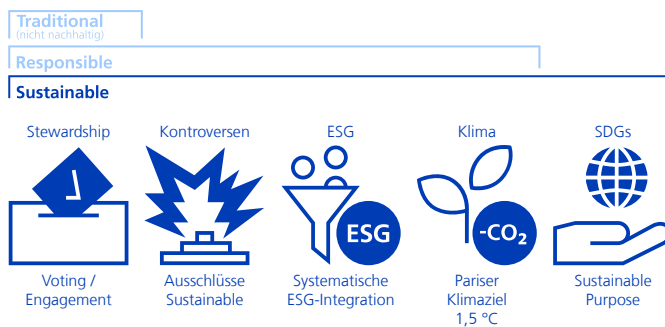 Traditional
(nicht nachhaltig)
Responsible
Sustainable
Stewardship
Kontroversen
ESG
Klima
SDGs
ESG
-CO₂
Voting /
Engagement
Ausschlüsse
Sustainable
Systematische
ESG-Integration
Pariser
Klimaziel
1,5 °C
Sustainable
Purpose